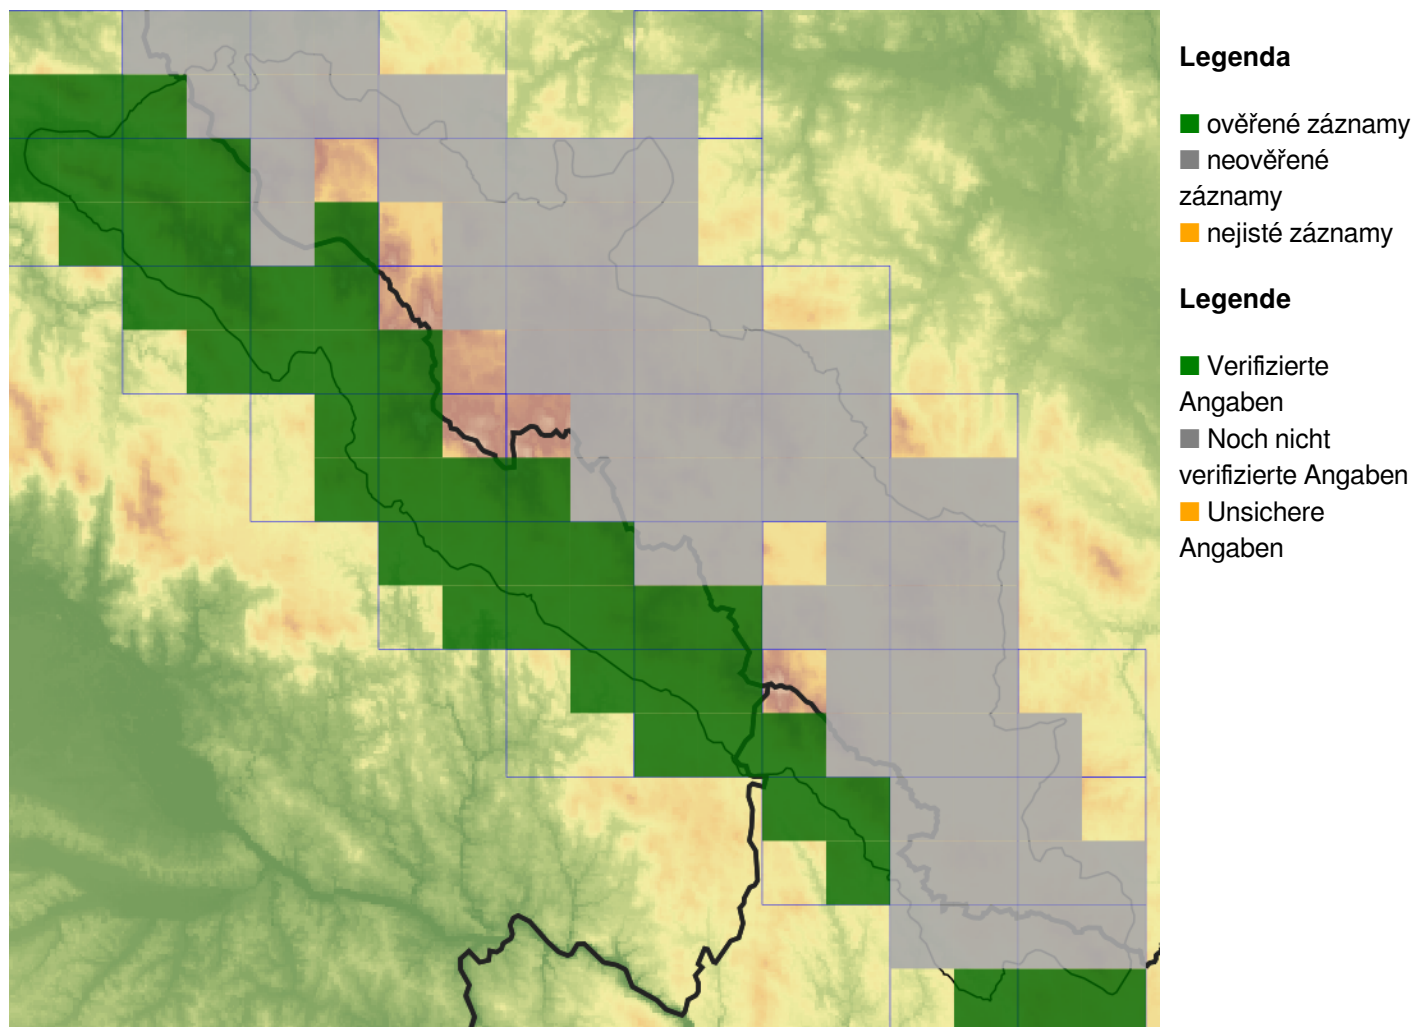 Legenda
ověřené záznamy
neověřené
záznamy
nejisté záznamy
Legende
Verifizierte
Angaben
Noch nicht
verifizierte Angaben
Unsichere
Angaben